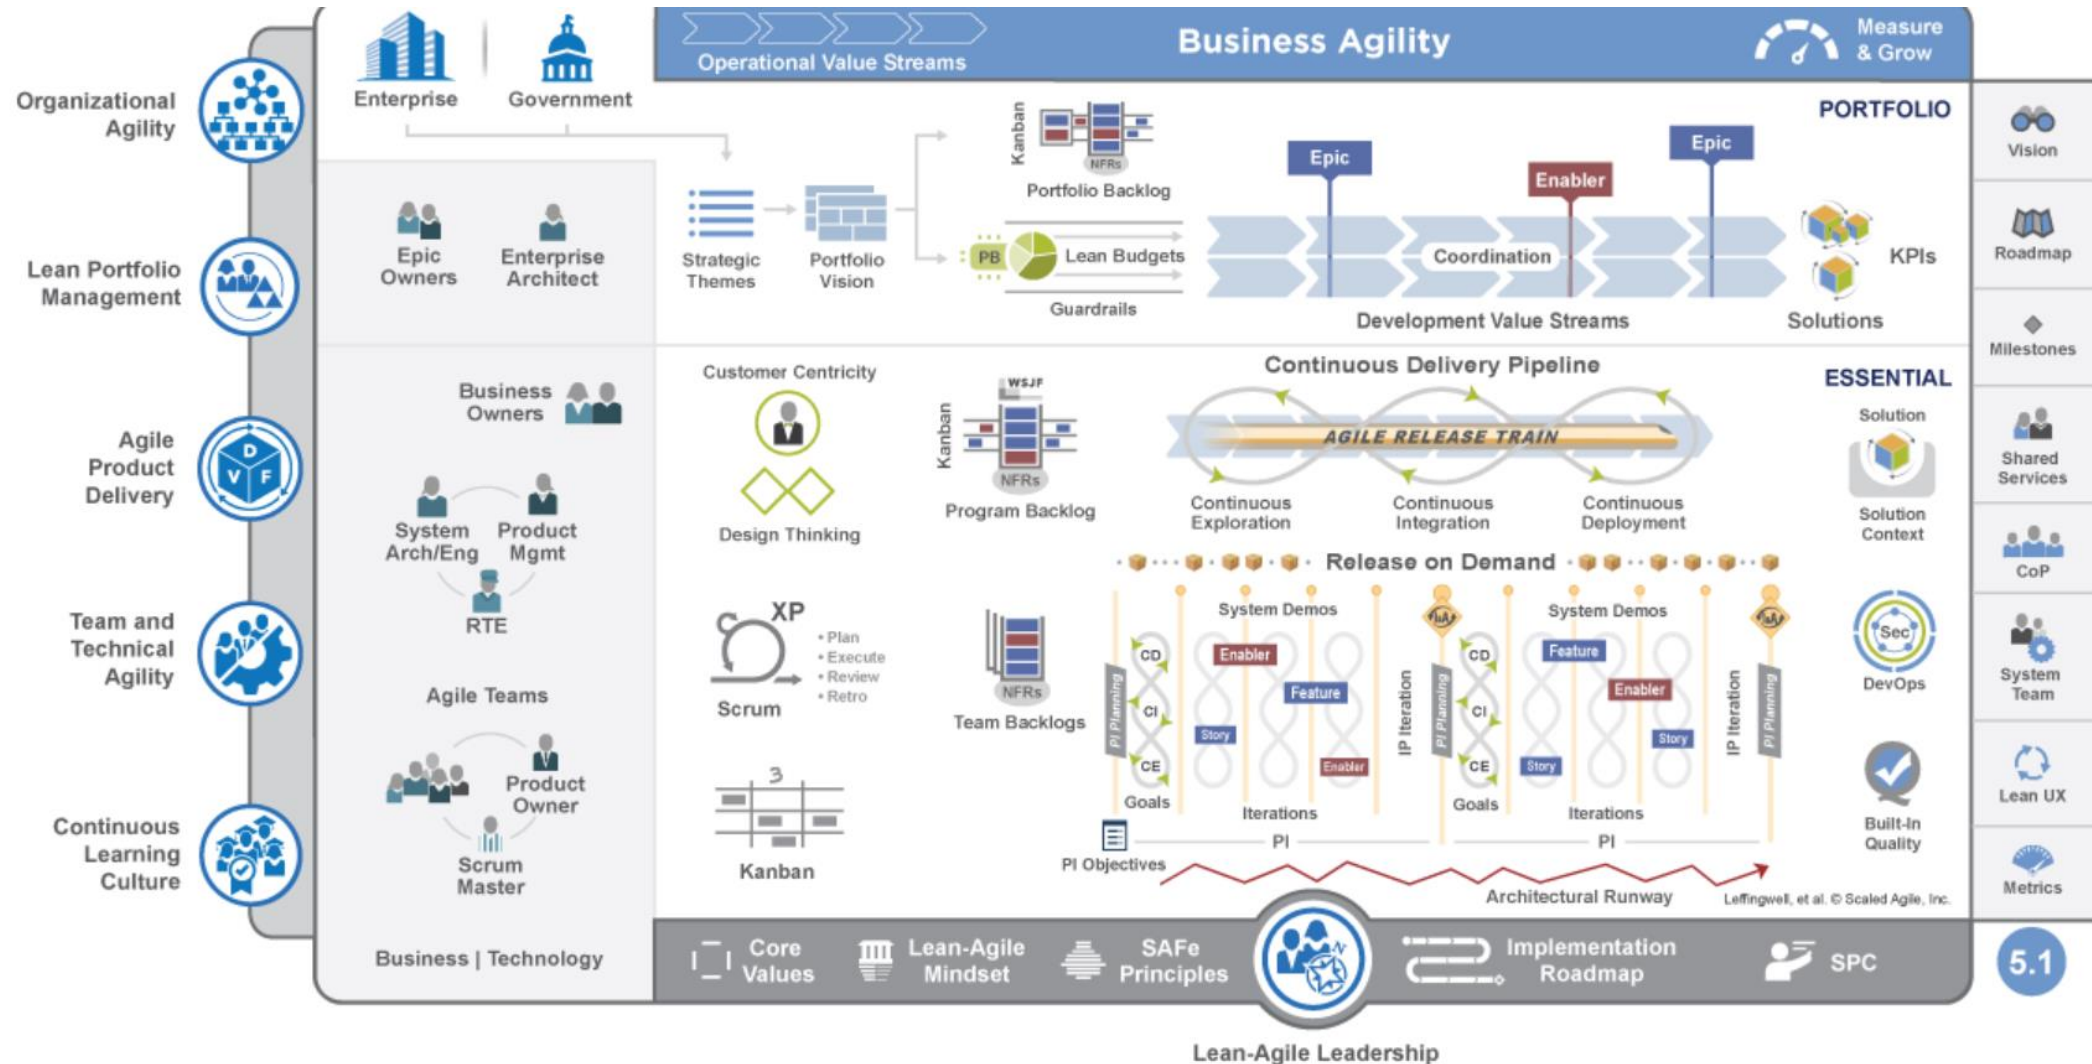 Organizational
Agility
Lean Portfolio
Management
Agile
Product
Delivery
D
V
F
Team and
Technical
Agility
Continuous
Learning
Culture
Enterprise
Government
Operational Value Streams
Business Agility
Measure
& Grow
Epic
Owners
Enterprise
Architect
Strategic
Themes
Portfolio
Vision
Kanban
NFRs
Portfolio Backlog
PB
Lean Budgets
Guardrails
Epic
Enabler
Epic
PORTFOLIO
Coordination
KPIs
Development Value Streams
Solutions
Business
Owners
System
Arch/Eng
Product
Mgmt
RTE
Agile Teams
Product
Owner
Scrum
Master
Business | Technology
Customer Centricity
Design Thinking
Kanban
WSJF
NFRs
Program Backlog
Continuous Delivery Pipeline
AGILE RELEASE TRAIN
Continuous
Exploration
Continuous
Integration
Continuous
Deployment
ESSENTIAL
Solution
Solution
Context
Release on Demand
XP
• Plan
• Execute
• Review
• Retro
Scrum
3
Kanban
NFRs
Team Backlogs
System Demos
System Demos
I&A
I&A
PI Planning
CD
CI
CE
Goals
Enabler
Feature
Story
Enabler
Iterations
IP Iteration
PI Planning
CD
CI
CE
Goals
Feature
Enabler
Story
Story
Iterations
IP Iteration
PI Planning
PI Objectives
PI
PI
Architectural Runway
Sec
DevOps
Built-In
Quality
Leffingwell, et al. © Scaled Agile, Inc.
Vision
Roadmap
Milestones
Shared
Services
CoP
System
Team
Lean UX
Metrics
Core
Values
Lean-Agile
Mindset
SAFe
Principles
N
Implementation
Roadmap
SPC
5.1
Lean-Agile Leadership